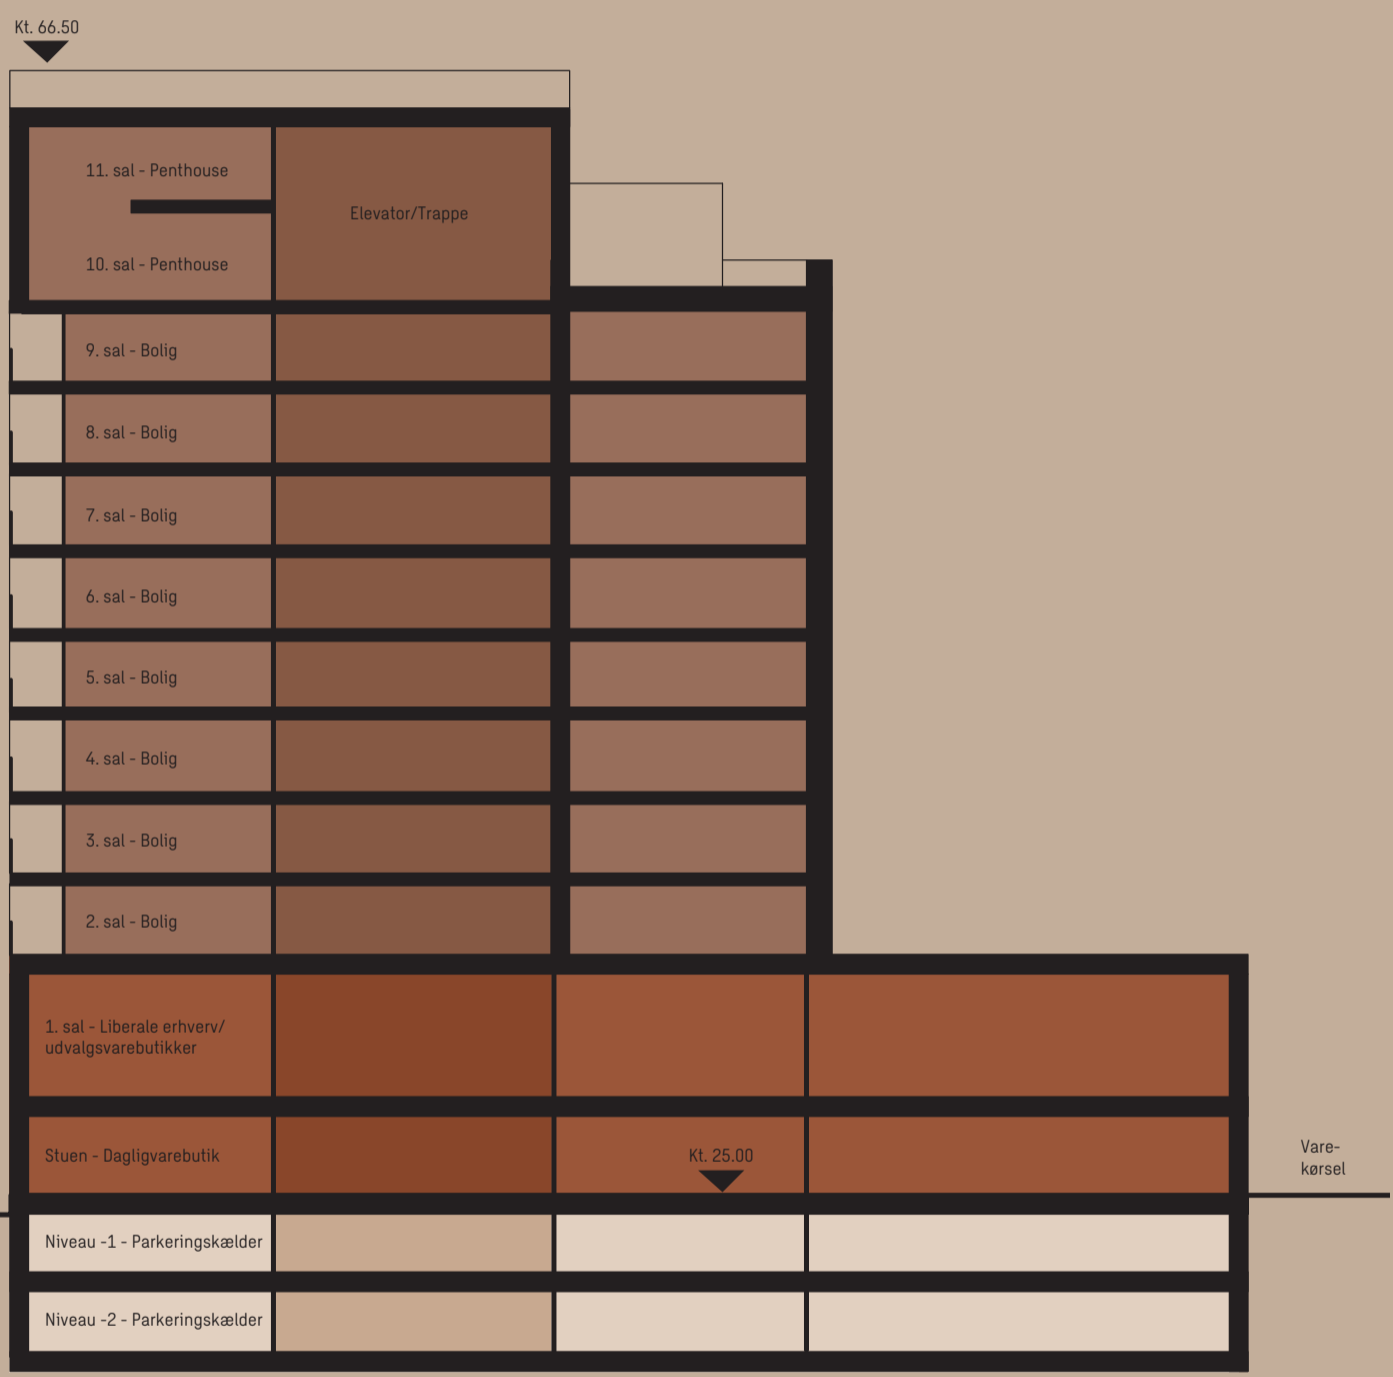 Kt. 66.50
11. sal - Penthouse
Elevator/Trappe
10. sal - Penthouse
9. sal - Bolig
8. sal - Bolig
7. sal - Bolig
6. sal - Bolig
5. sal - Bolig
4. sal - Bolig
3. sal - Bolig
2. sal - Bolig
1. sal - Liberale erhverv/
udvalgsvarebutikker
Stuen - Dagligvarebutik
Kt. 25.00
Vare-
kørsel
Niveau -1 - Parkeringskælder
Niveau -2 - Parkeringskælder